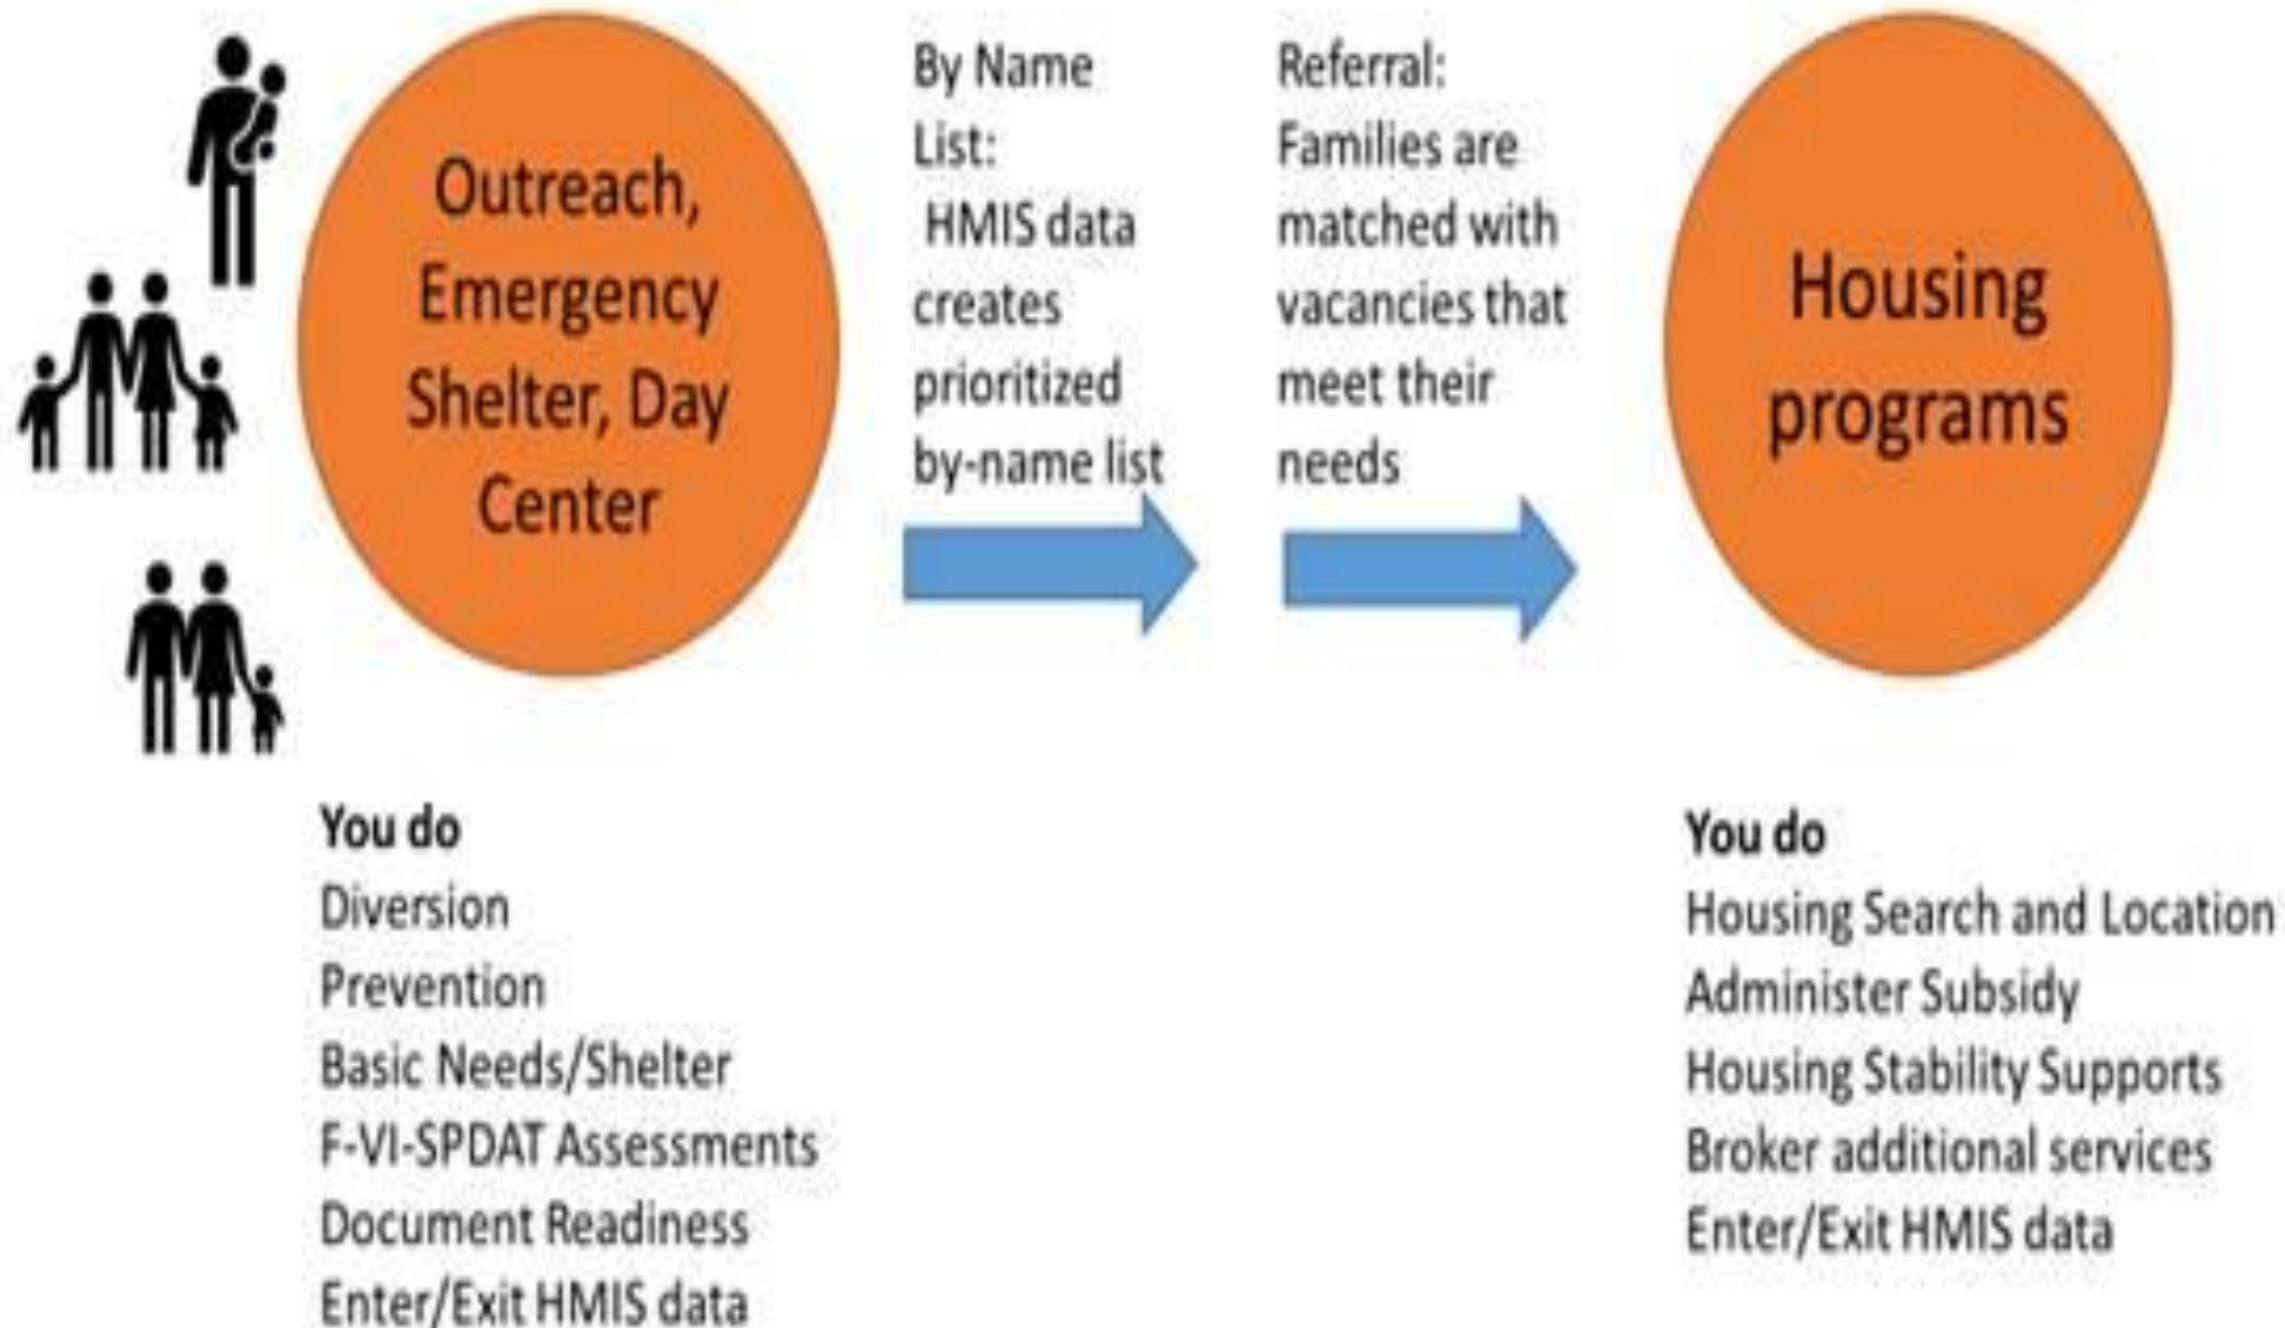 Outreach,
Emergency
Shelter, Day
Center
By Name
List:
HMIS data
creates
prioritized
by-name list
Referral:
Families are
matched with
vacancies that
meet their
needs
Housing
programs
You do
Diversion
Prevention
Basic Needs/Shelter
F-VI-SPDAT Assessments
Document Readiness
Enter/Exit HMIS data
You do
Housing Search and Location
Administer Subsidy
Housing Stability Supports
Broker additional services
Enter/Exit HMIS data